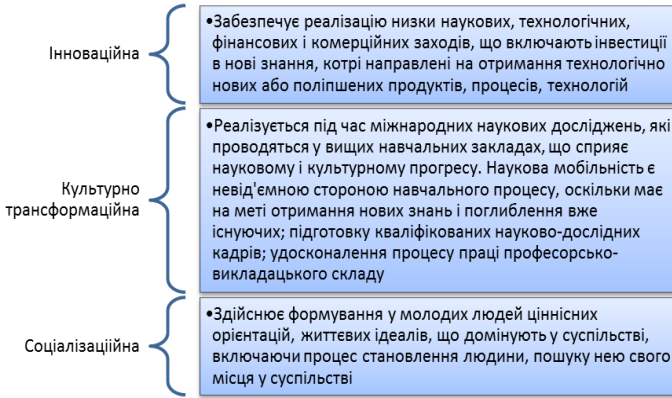 Інноваційна
•Забезпечує реалізацію низки наукових, технологічних,
фінансових і комерційних заходів, що включають інвестиції
в нові знання, котрі направлені на отримання технологічно
нових або поліпшених продуктів, процесів, технологій
Культурно
трансформаційна
•Реалізується під час міжнародних наукових досліджень, які
проводяться у вищих навчальних закладах, що сприяє
науковому і культурному прогресу. Наукова мобільність є
невід'ємною стороною навчального процесу, оскільки має
на меті отримання нових знань і поглиблення вже
існуючих; підготовку кваліфікованих науково-дослідних
кадрів; удосконалення процесу праці професорсько-
викладацького складу
Соціалізаціійна
•Здійснює формування у молодих людей ціннісних
орієнтацій, життєвих ідеалів, що домінують у суспільстві,
включаючи процес становлення людини, пошуку нею свого
місця у суспільстві